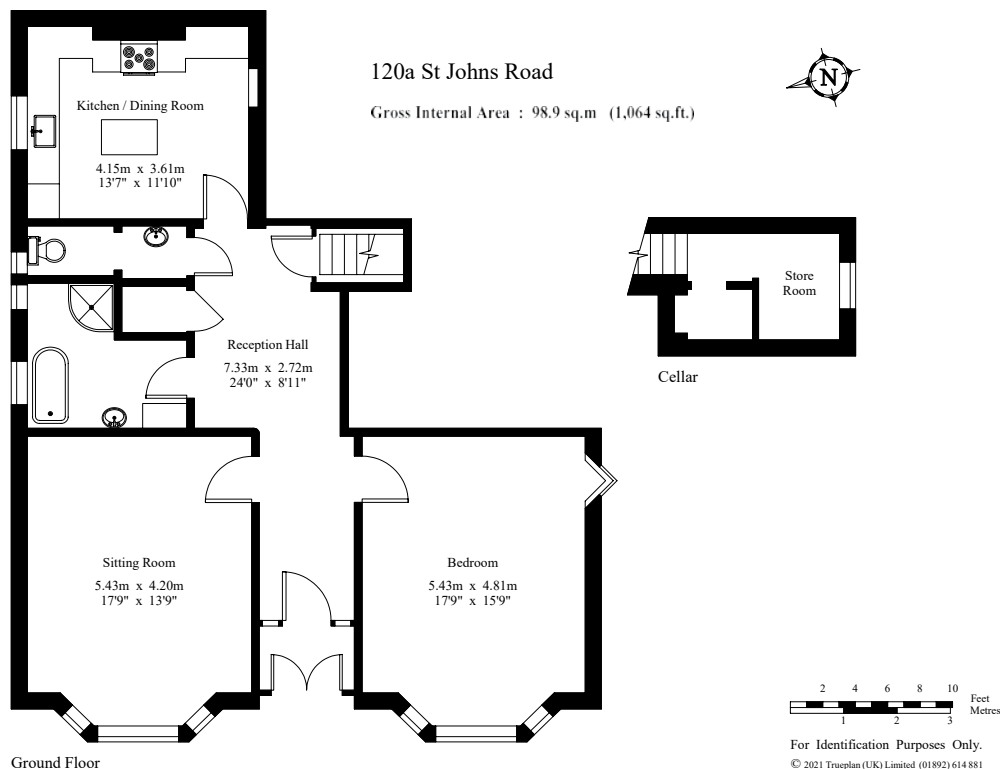 120a St Johns Road
Gross Internal Area : 98.9 sq.m (1,064 sq.ft.)
N
Kitchen / Dining Room
4.15m x 3.61m
13'7" x 11'10"
Store
Room
Cellar
Reception Hall
7.33m x 2.72m
24'0" x 8'11"
Sitting Room
5.43m x 4.20m
17'9" x 13'9"
Bedroom
5.43m x 4.81m
17'9" x 15'9"
2 4 6 8 10
Feet
Metres
1 2 3
For Identification Purposes Only.
© 2021 Trueplan (UK) Limited (01892) 614 881
Ground Floor